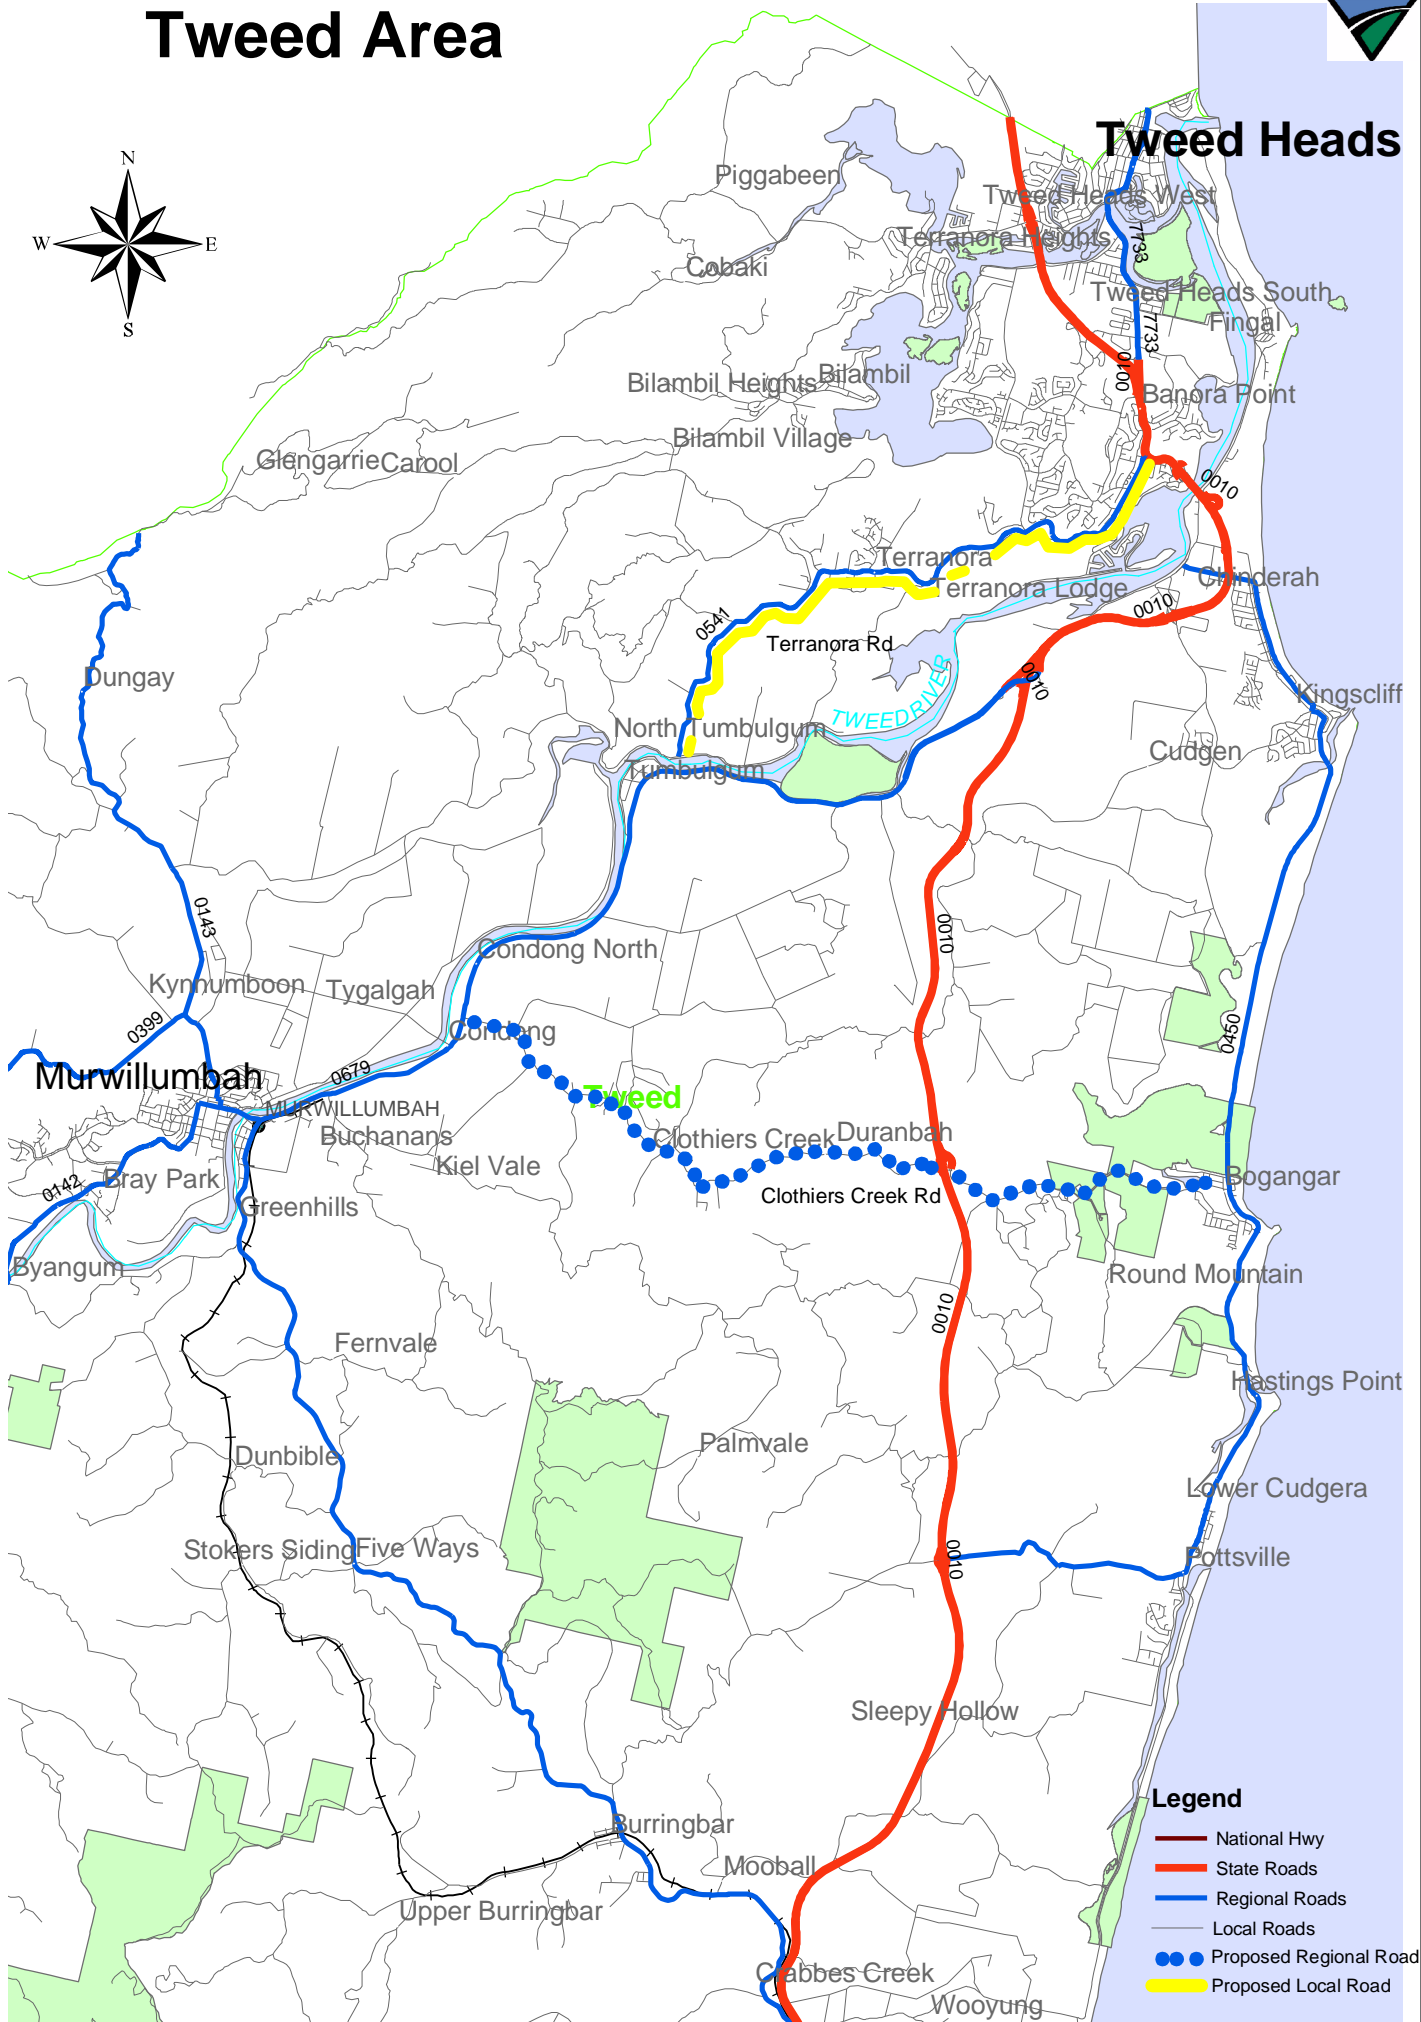 Tweed Area
Tweed Heads
N
W
E
S
Piggabeen
Tweed Heads West
Terranora Heights
7733
Cobaki
Tweed Heads South
Fingal
7733
0100
Bilambil Heights
Bilambil
Banora Point
Bilambil Village
Glengarrie
Carool
0010
Terranora
Chinderah
Terranora Lodge
0010
0541
Terranora Rd
Dungay
0010
TWEED RIVER
Kingscliff
North Tumbulgum
Cudgen
Tumbulgum
0143
0010
Condong North
Kynnumboon
Tygalgah
0399
Condong
0450
Murwillumbah
0679
Tweed
MURWILLUMBAH
Buchanans
Clothiers Creek
Duranbah
Kiel Vale
Bray Park
0142
Clothiers Creek Rd
Bogangar
Greenhills
Byangum
Round Mountain
0010
Fernvale
Hastings Point
Palmvale
Dunbible
Lower Cudgera
Stokers Siding
Five Ways
0010
Pottsville
Sleepy Hollow
Burringbar
Mooball
Upper Burringbar
Crabbes Creek
Wooyung
Legend
National Hwy
State Roads
Regional Roads
Local Roads
Proposed Regional Road
Proposed Local Road